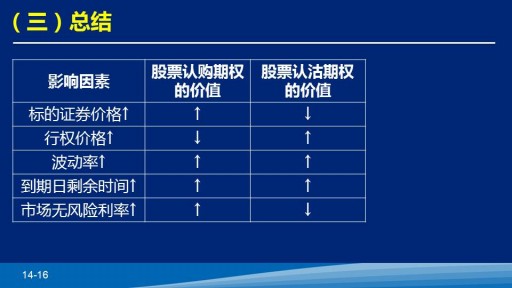 （三）总结
影响因素 股票认购期权的价值 股票认沽期权的价值
标的证券价格↑ ↑ ↓
行权价格↑ ↓ ↑
波动率↑ ↑ ↑
到期日剩余时间↑ ↑ ↑
市场无风险利率↑ ↑ ↓
14-16